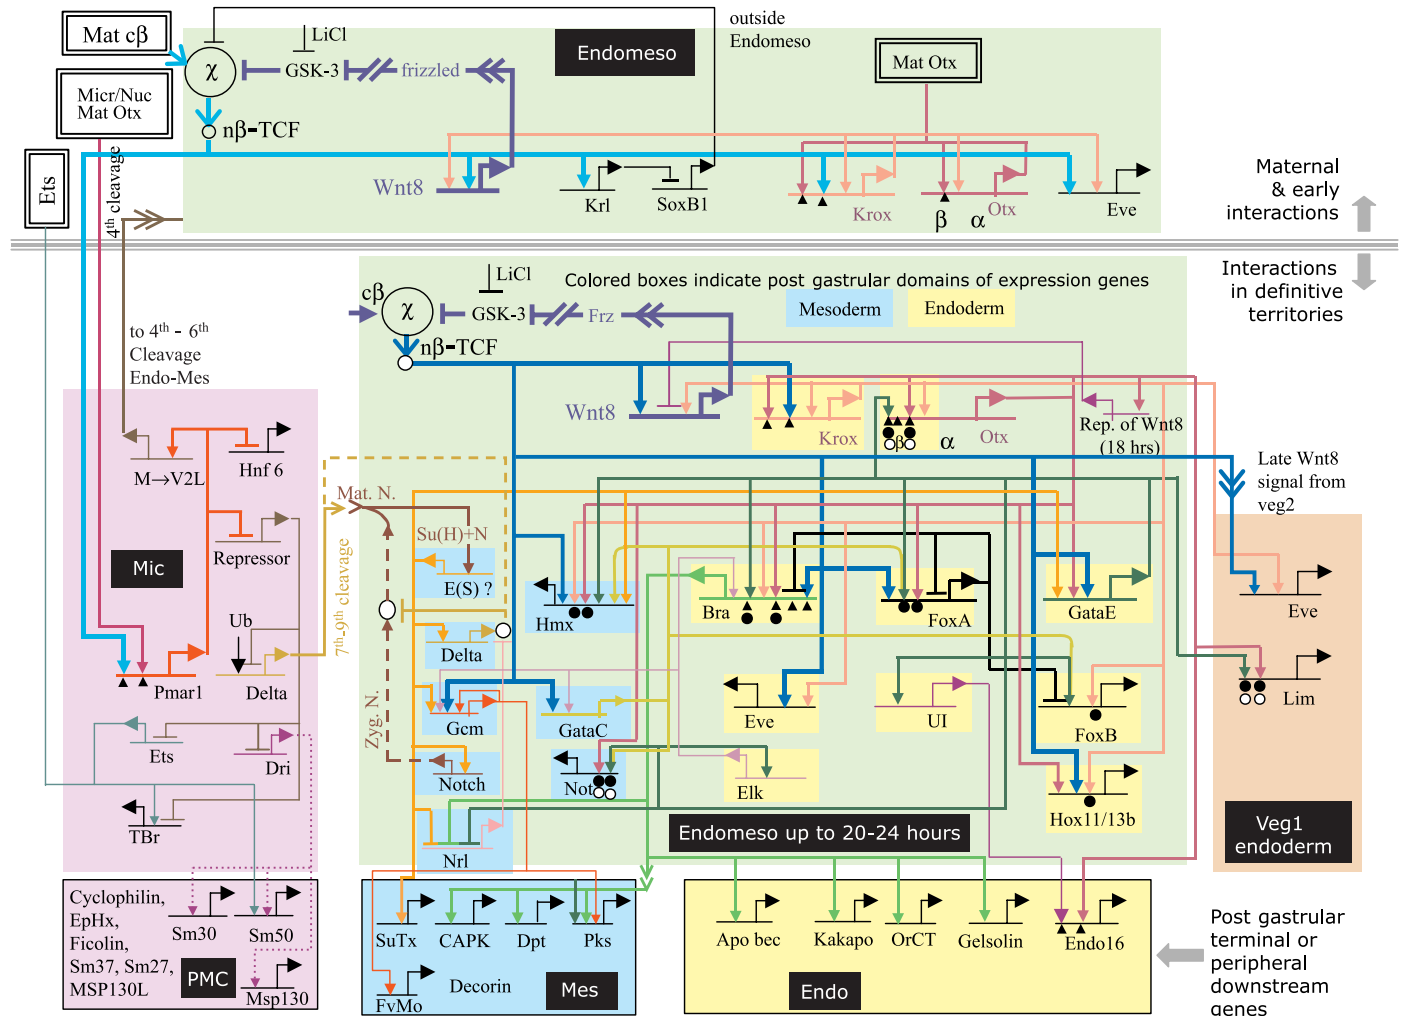 Mat cβ
χ
LiCl
GSK-3
frizzled
Endomeso
outside
Endomeso
Mat Otx
Micr/Nuc
Mat Otx
nβ-TCF
Ets
4th cleavage
Wnt8
Krl
SoxB1
Krox
β
α
Otx
Eve
Maternal
& early
interactions
Interactions
in definitive
territories
cβ
χ
LiCl
GSK-3
Frz
Colored boxes indicate post gastrular domains of expression genes
Mesoderm
Endoderm
nβ-TCF
to 4th - 6th
Cleavage
Endo-Mes
Wnt8
Krox
β
α
Otx
Rep. of Wnt8
(18 hrs)
M→V2L
Hnf 6
Mat. N.
Su(H)+N
Late Wnt8
signal from
veg2
Repressor
Mic
E(S) ?
7th-9th cleavage
Hmx
Bra
FoxA
GataE
Eve
Ub
Delta
Pmar1
Delta
Lim
Zyg. N.
Gcm
GataC
Eve
UI
FoxB
Ets
Dri
Notch
Not
Elk
Hox11/13b
TBr
Nrl
Endomeso up to 20-24 hours
Veg1
endoderm
Cyclophilin,
EpHx,
Ficolin,
Sm37, Sm27,
MSP130L
PMC
Sm30
Sm50
Msp130
SuTx
CAPK
Dpt
Pks
FvMo
Decorin
Mes
Apo bec
Kakapo
OrCT
Gelsolin
Endo16
Endo
Post gastrular
terminal or
peripheral
downstream
genes